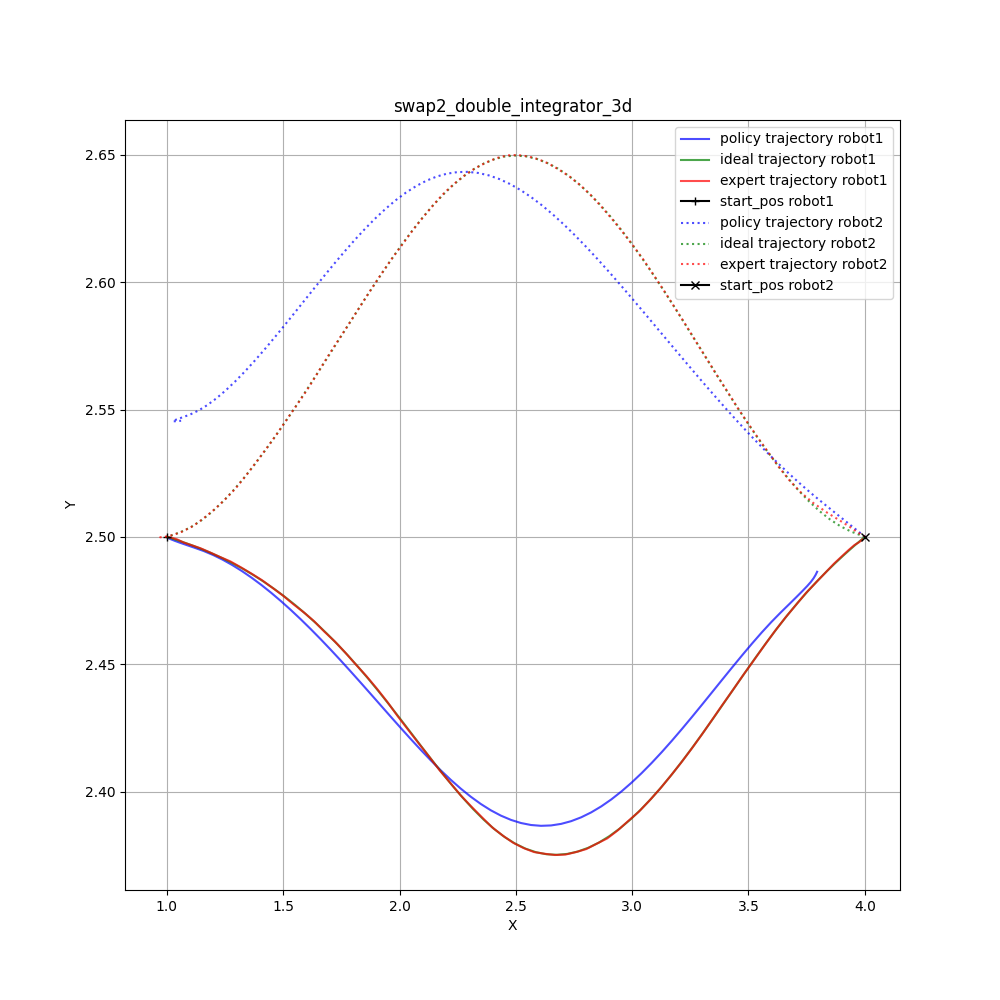 swap2_double_integrator_3d
policy trajectory robot1
ideal trajectory robot1
expert trajectory robot1
start_pos robot1
policy trajectory robot2
ideal trajectory robot2
expert trajectory robot2
start_pos robot2
2.65
2.60
2.55
2.50
2.45
2.40
Y
1.0 1.5 2.0 2.5 3.0 3.5 4.0
X